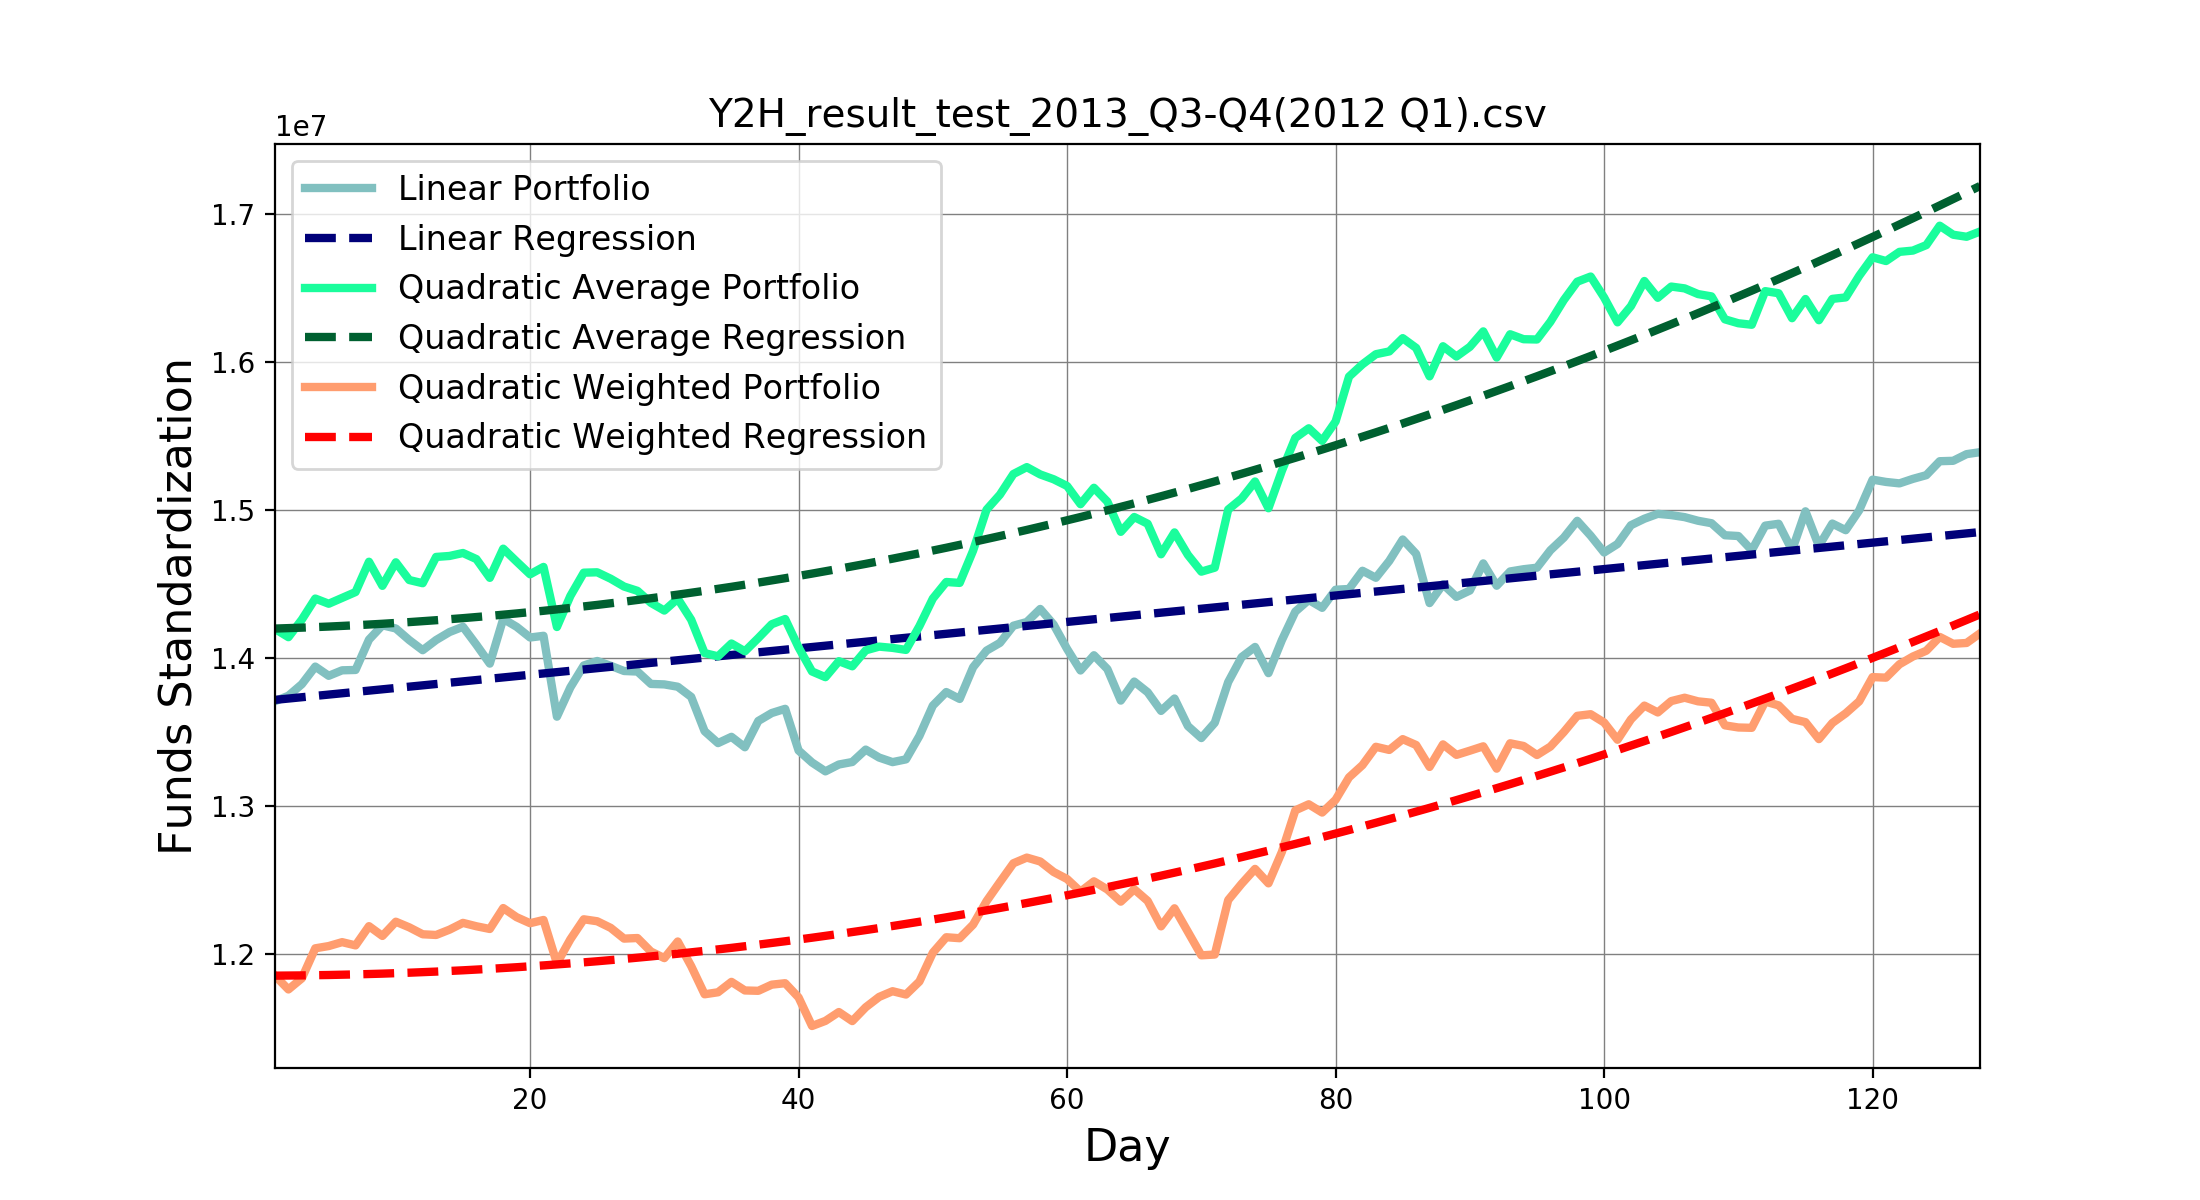 Y2H_result_test_2013_Q3-Q4(2012 Q1).csv
1e7
Linear Portfolio
Linear Regression
Quadratic Average Portfolio
Quadratic Average Regression
Quadratic Weighted Portfolio
Quadratic Weighted Regression
Funds Standardization
1.7
1.6
1.5
1.4
1.3
1.2
20 40 60 80 100 120
Day